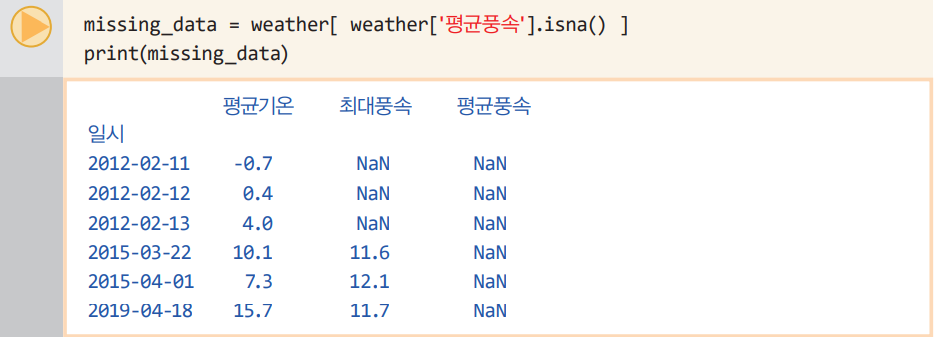 missing_data = weather[ weather['평균풍속'].isna() ]
print(missing_data)
평균기온 최대풍속 평균풍속
일시
2012-02-11 -0.7 NaN NaN
2012-02-12 0.4 NaN NaN
2012-02-13 4.0 NaN NaN
2015-03-22 10.1 11.6 NaN
2015-04-01 7.3 12.1 NaN
2019-04-18 15.7 11.7 NaN